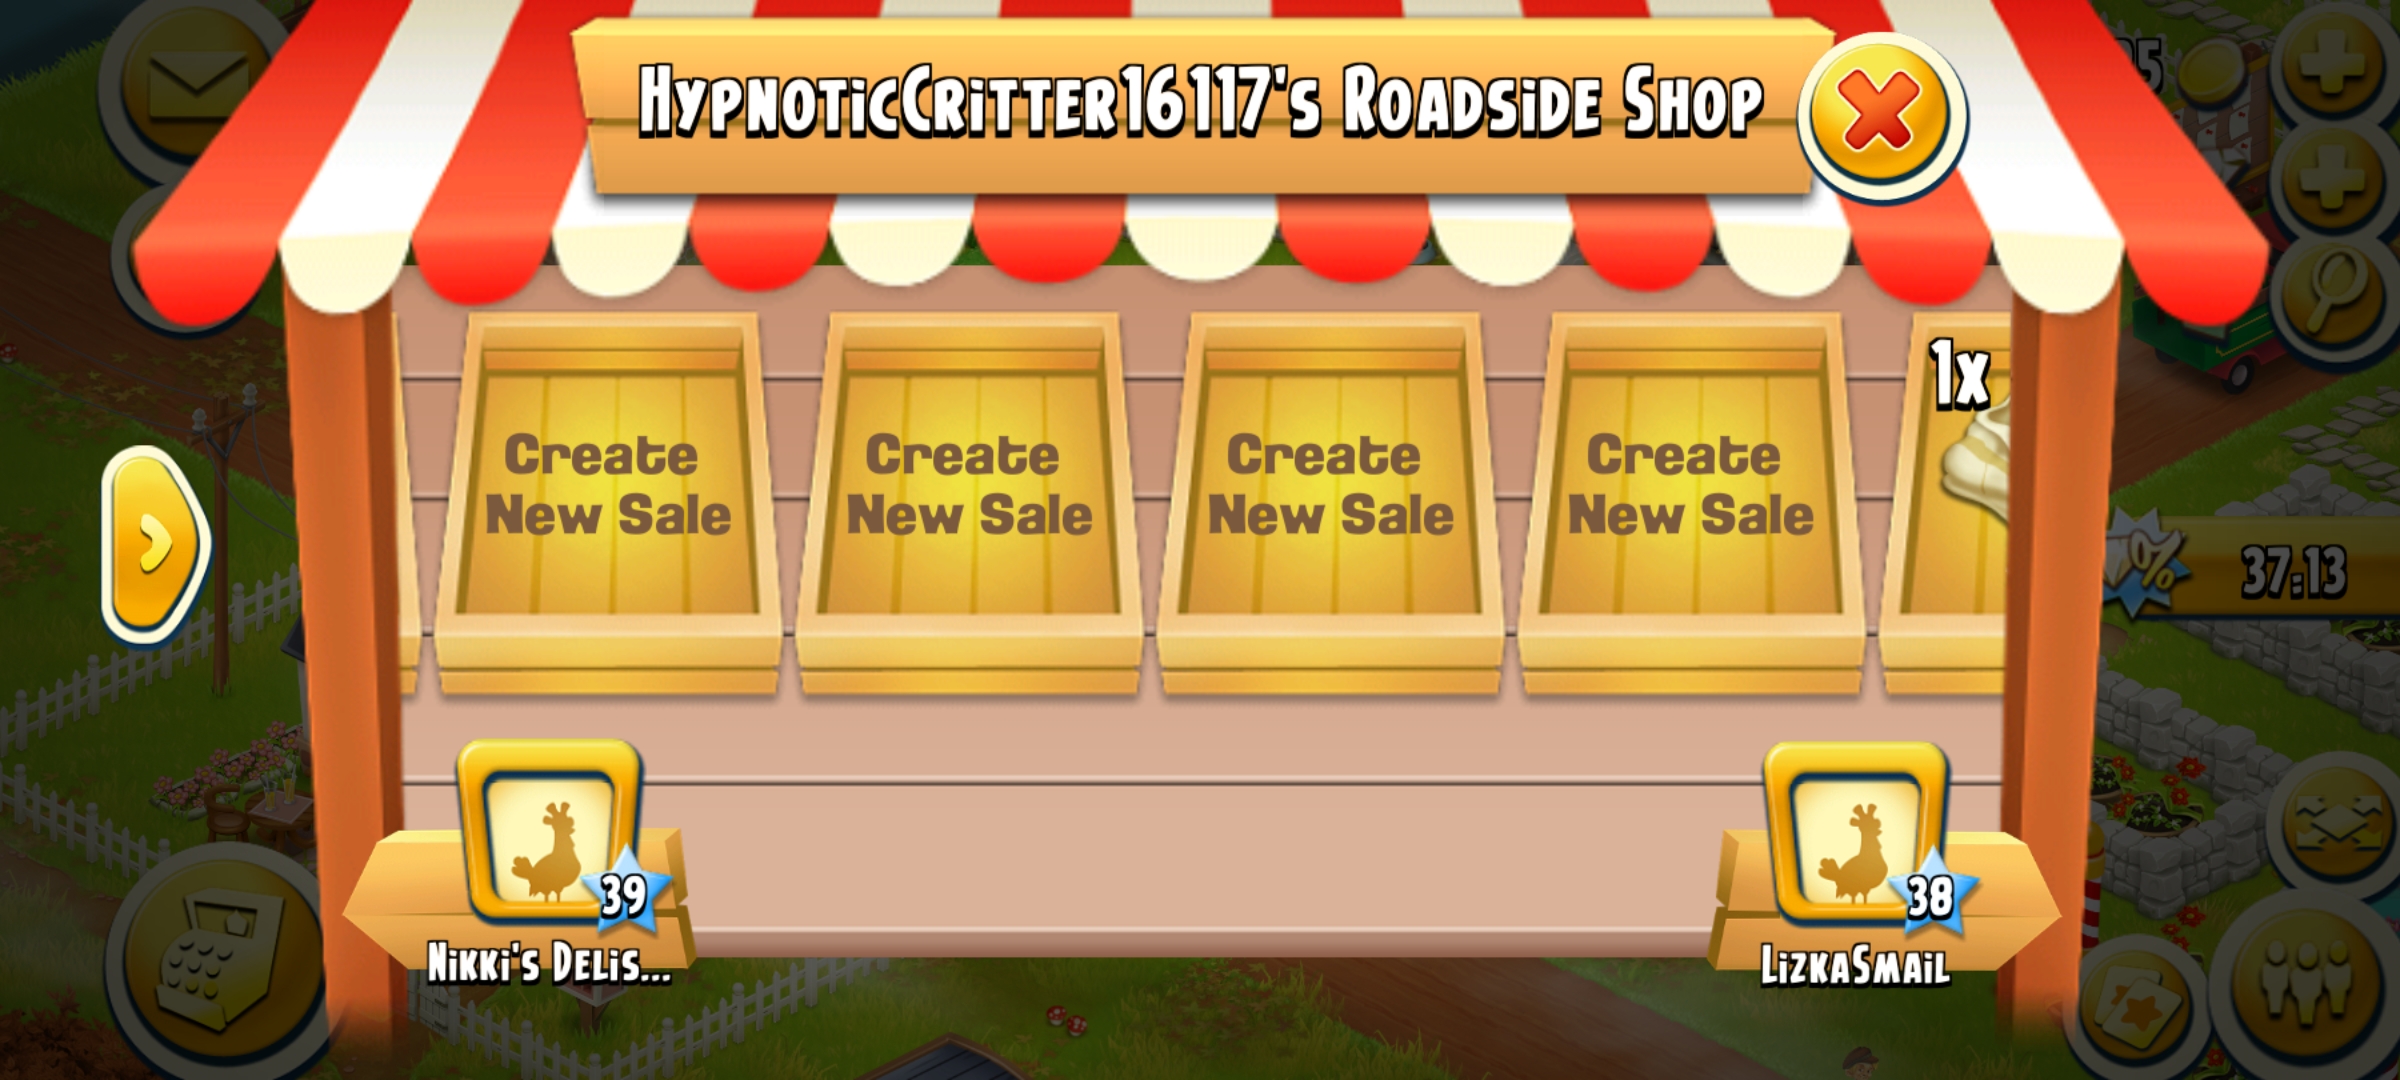 HypnoticCritter16117's Roadside Shop
Create
New Sale
Create
New Sale
Create
New Sale
Create
New Sale
1x
37:13
39
Nikki's Delis...
38
LizkaSmail